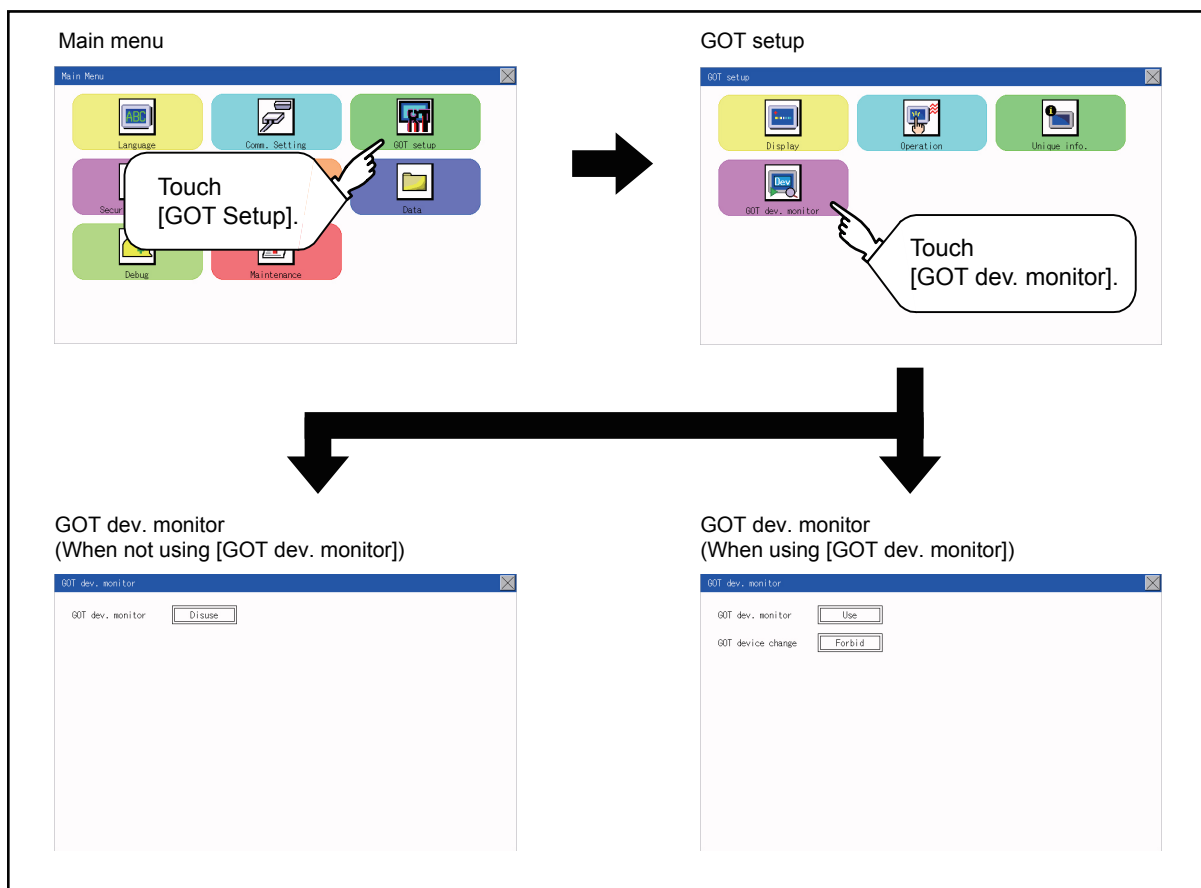 Main menu
Main Menu
Language
Comm. Setting
GOT setup
Touch
[GOT Setup].
Data
Debug
Maintenance
GOT setup
GOT setup
Display
Operation
Unique info.
GOT dev. monitor
Touch
[GOT dev. monitor].
GOT dev. monitor
(When not using [GOT dev. monitor])
GOT dev. monitor
GOT dev. monitor
Disuse
GOT dev. monitor
(When using [GOT dev. monitor])
GOT dev. monitor
GOT dev. monitor
Use
GOT device change
Forbid